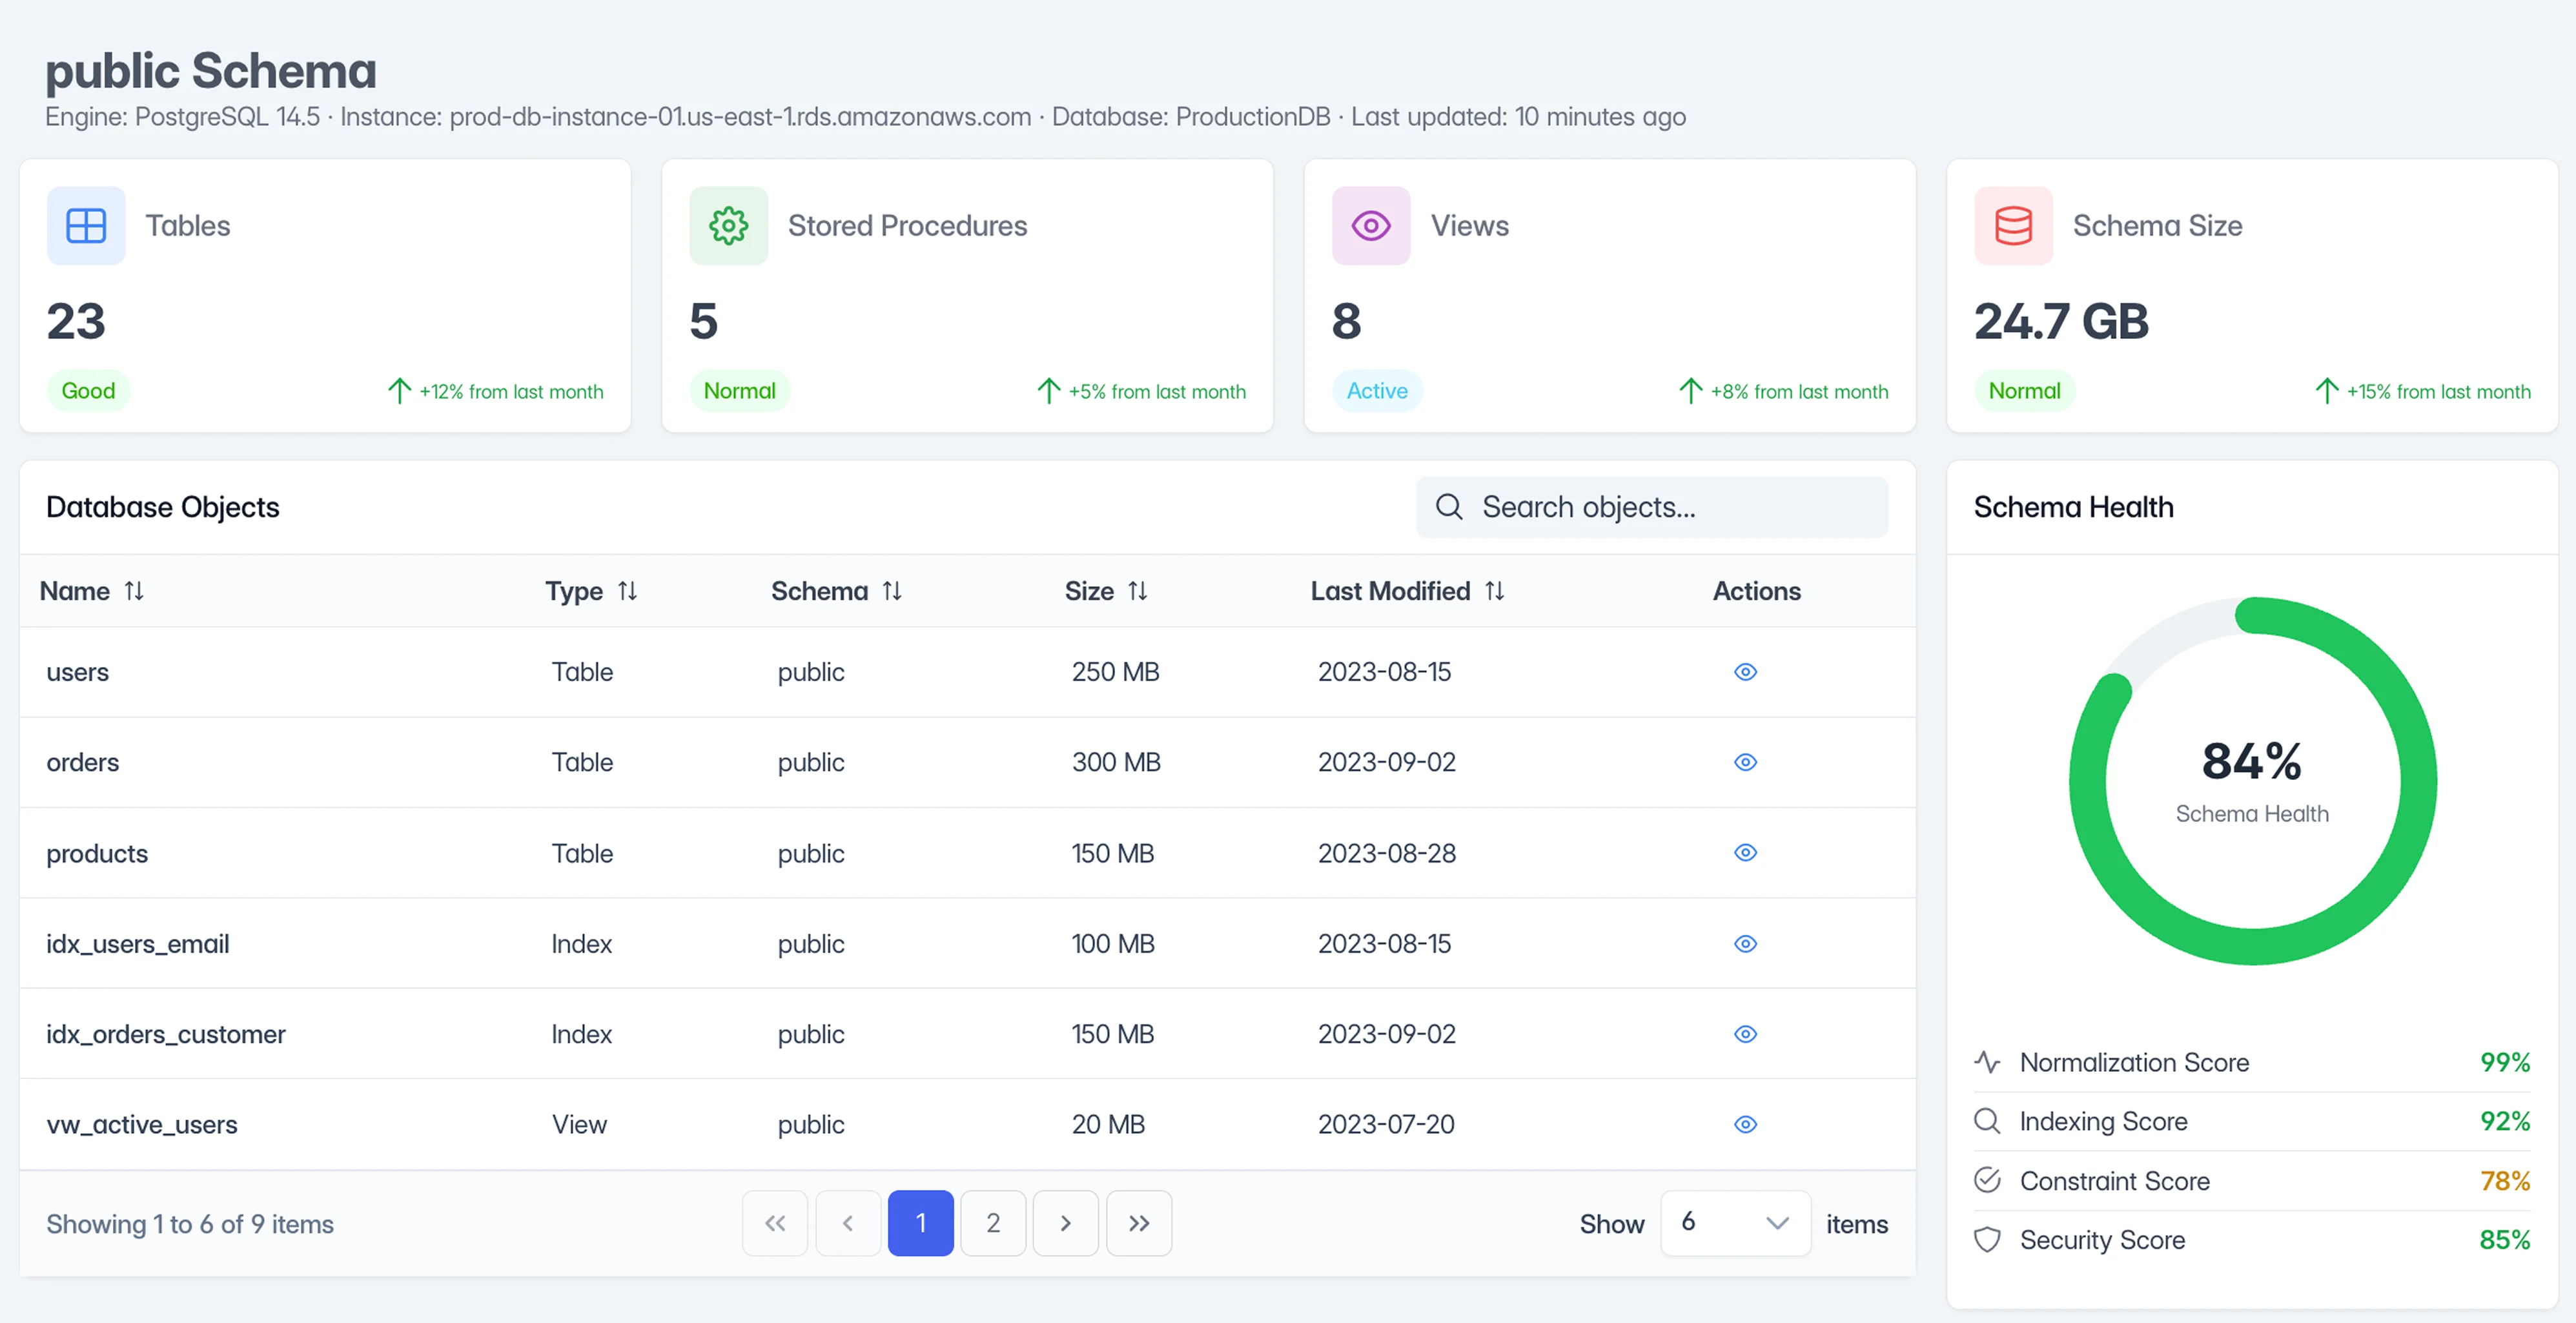 public Schema
Engine: PostgreSQL 14.5 · Instance: prod-db-instance-01.us-east-1.rds.amazonaws.com · Database: ProductionDB · Last updated: 10 minutes ago
Tables
23
Good
+12% from last month
Stored Procedures
5
Normal
+5% from last month
Views
8
Active
+8% from last month
Schema Size
24.7 GB
Normal
+15% from last month
Database Objects
Search objects...
Name Type Schema Size Last Modified Actions
users Table public 250 MB 2023-08-15
orders Table public 300 MB 2023-09-02
products Table public 150 MB 2023-08-28
idx_users_email Index public 100 MB 2023-08-15
idx_orders_customer Index public 150 MB 2023-09-02
vw_active_users View public 20 MB 2023-07-20
Showing 1 to 6 of 9 items
1 2
Show 6 items
Schema Health
84%
Schema Health
Normalization Score 99%
Indexing Score 92%
Constraint Score 78%
Security Score 85%